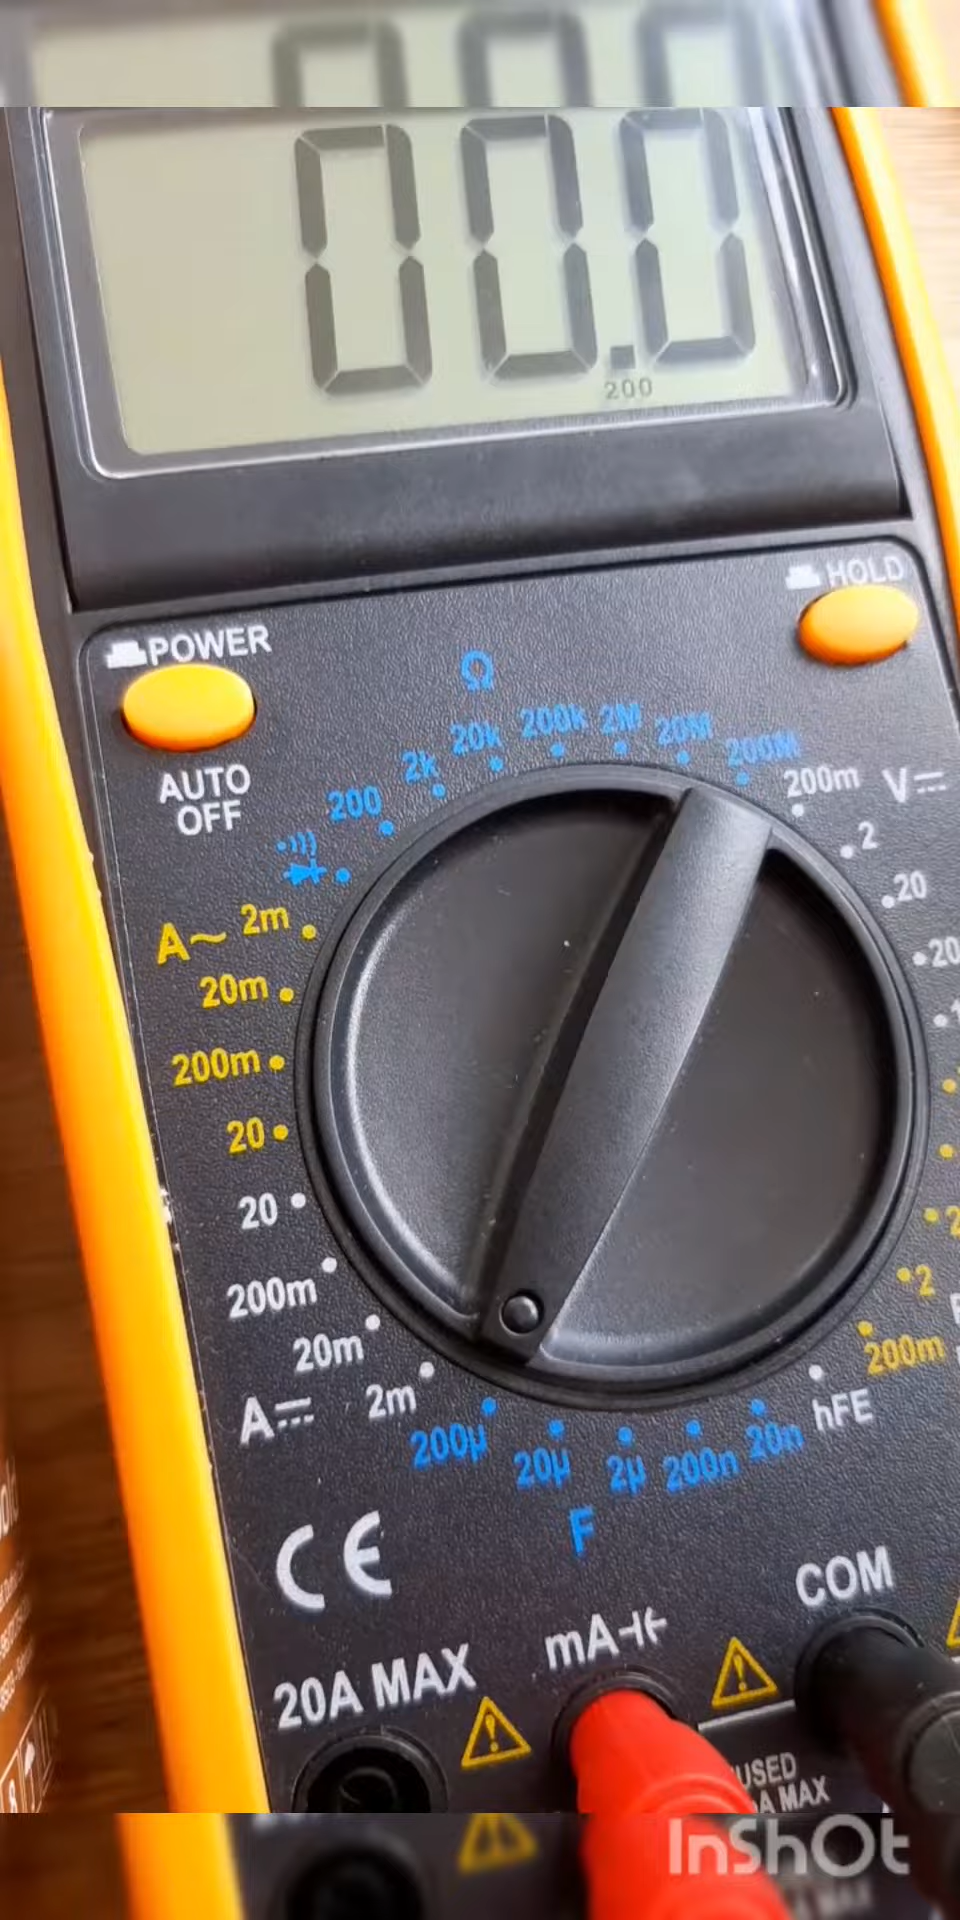 00.0
200
POWER
HOLD
AUTO
OFF
Ω
200
2k
20k
200k
2M
20M
200M
200m
V
2
20
A~
2m
20m
200m
20
20
200m
20m
2m
A
200µ
20µ
2µ
200n
20n
F
hFE
200m
2
CE
20A MAX
mA
COM
A MAX
InShOt